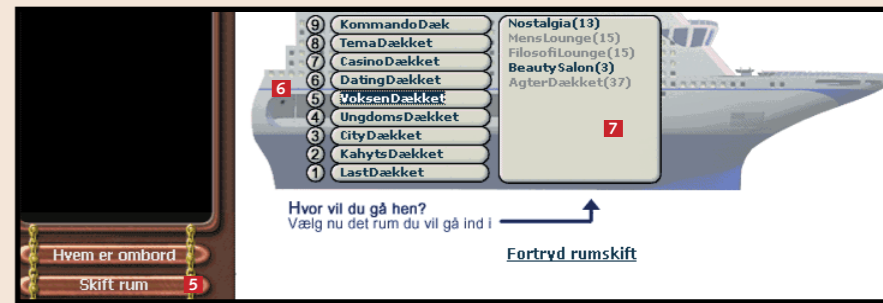 9 KommandoDæk
8 TemaDækket
7 CasinoDækket
6 DatingDækket
5 VoksenDækket
4 UngdomsDækket
3 CityDækket
2 KahytsDækket
1 LastDækket
6
Nostalgia(13)
MensLounge(15)
FilosofiLounge(15)
BeautySalon(3)
AgterDækket(37)
7
Hvor vil du gå hen?
Vælg nu det rum du vil gå ind i
Fortryd rumskift
Hvem er ombord
Skift rum 5